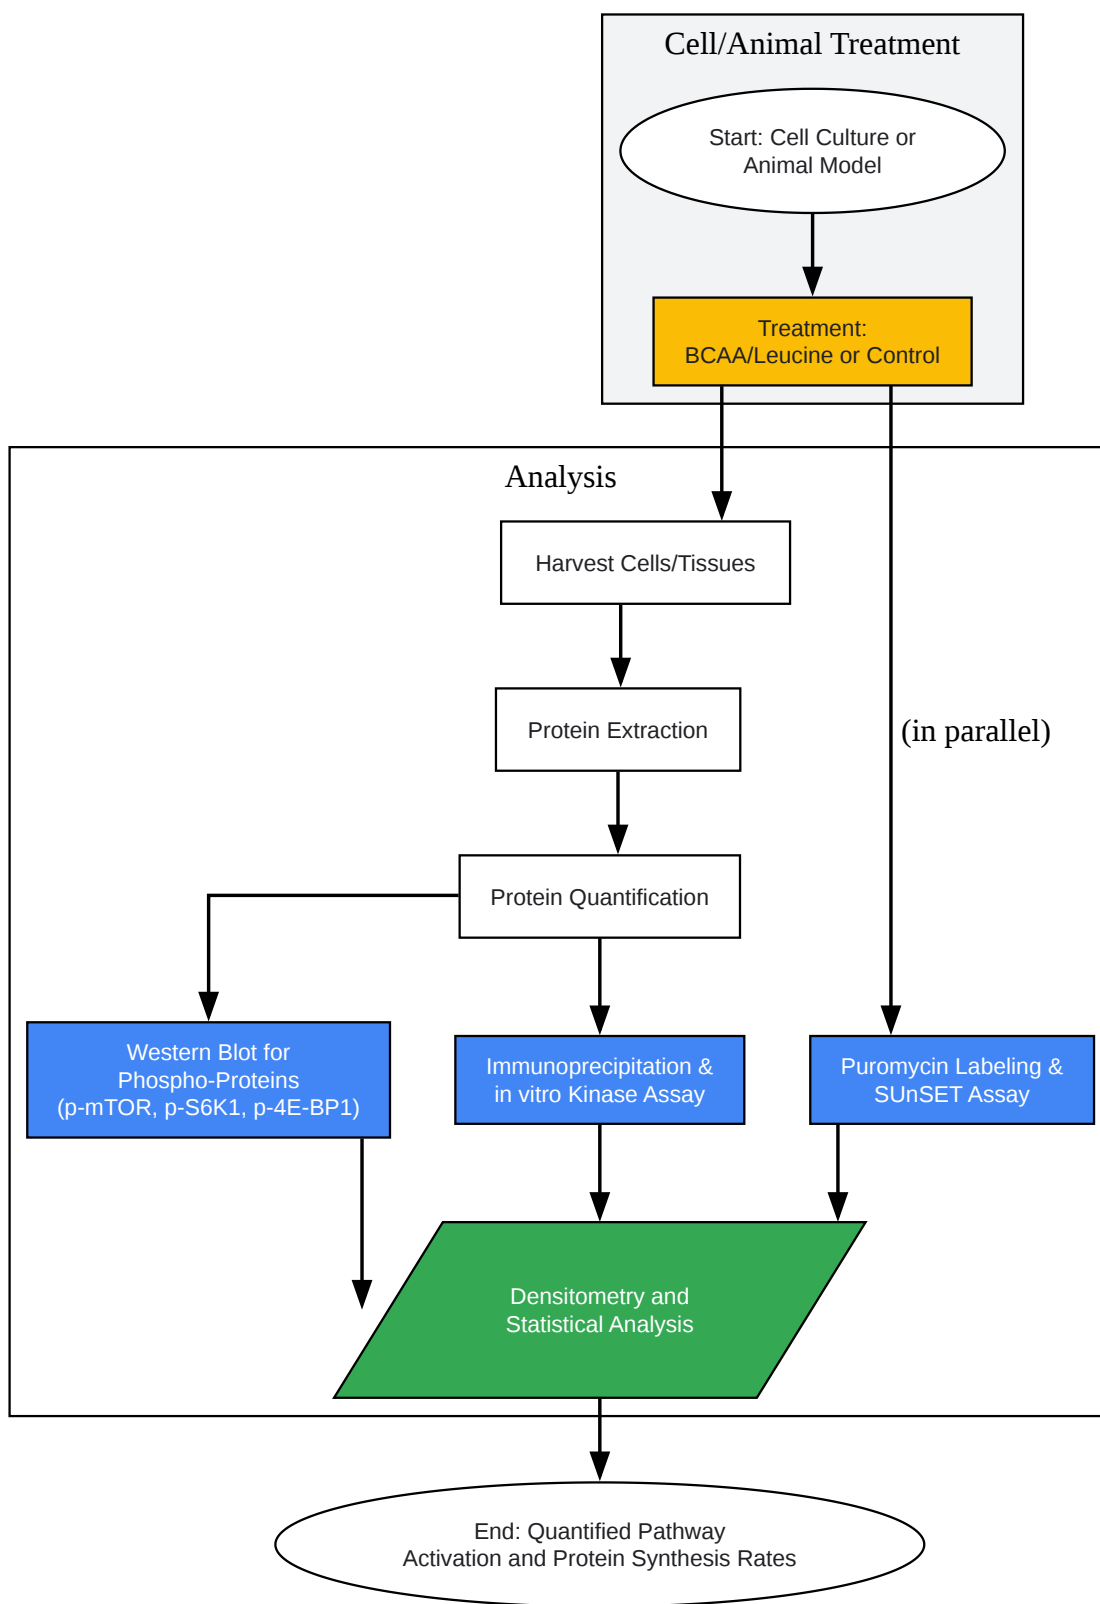 Cell/Animal Treatment
Start: Cell Culture or
Animal Model
Treatment:
BCAA/Leucine or Control
Analysis
Harvest Cells/Tissues
Protein Extraction
(in parallel)
Protein Quantification
Western Blot for
Phospho-Proteins
(p-mTOR, p-S6K1, p-4E-BP1)
Immunoprecipitation &
in vitro Kinase Assay
Puromycin Labeling &
SUnSET Assay
Densitometry and
Statistical Analysis
End: Quantified Pathway
Activation and Protein Synthesis Rates